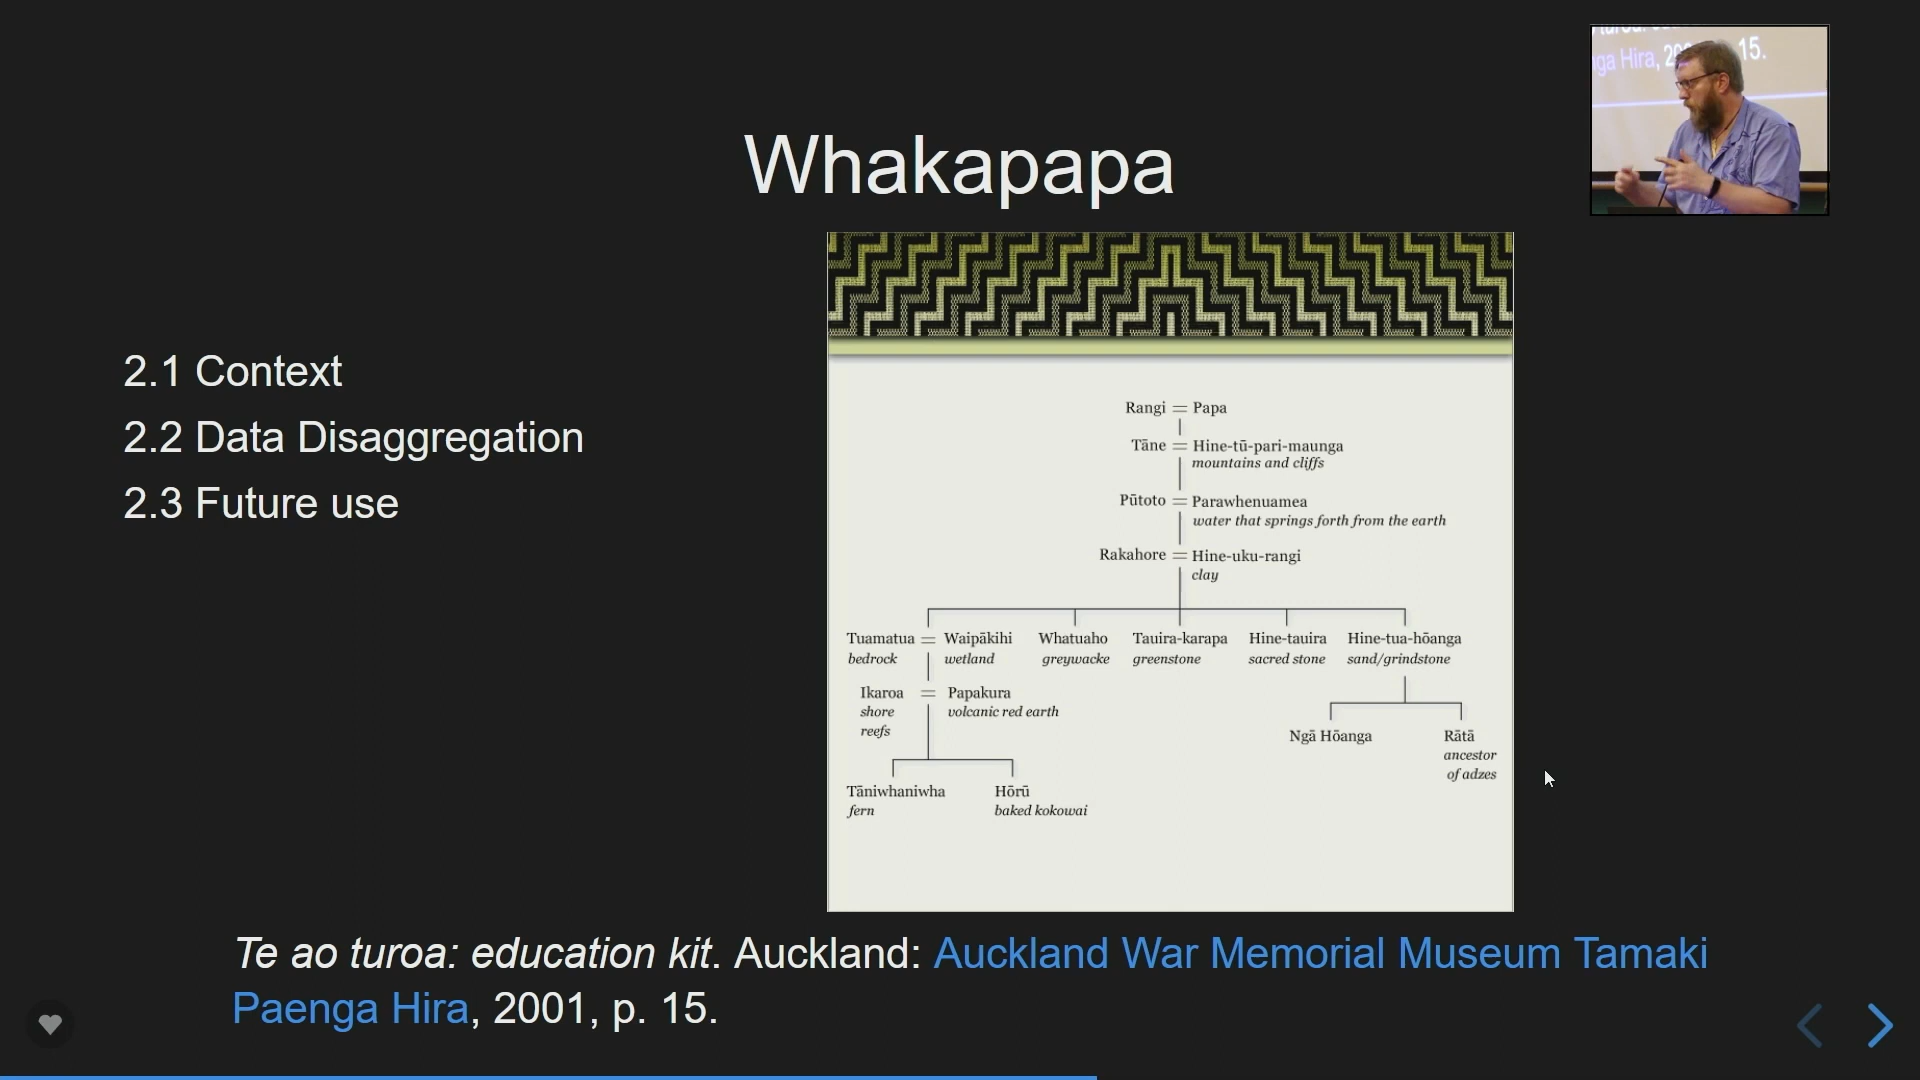 Whakapapa
ga Hira, 2
15.
2.1 Context
2.2 Data Disaggregation
2.3 Future use
Rangi = Papa
Tāne = Hine-tū-pari-maunga
mountains and cliffs
Pūtoto = Parawhenuamea
water that springs forth from the earth
Rakahore = Hine-uku-rangi
clay
Tuamatua = Waipākihi Whatuaho Tauira-karapa Hine-tauira Hine-tua-hōanga
bedrock wetland greywacke greenstone sacred stone sand/grindstone
Ikaroa = Papakura
shore volcanic red earth
reefs
Ngā Hōanga Rātā
ancestor
of adzes
Tāniwhaniwha Hōrū
fern baked kokowai
Te ao turoa: education kit. Auckland: Auckland War Memorial Museum Tamaki
Paenga Hira, 2001, p. 15.